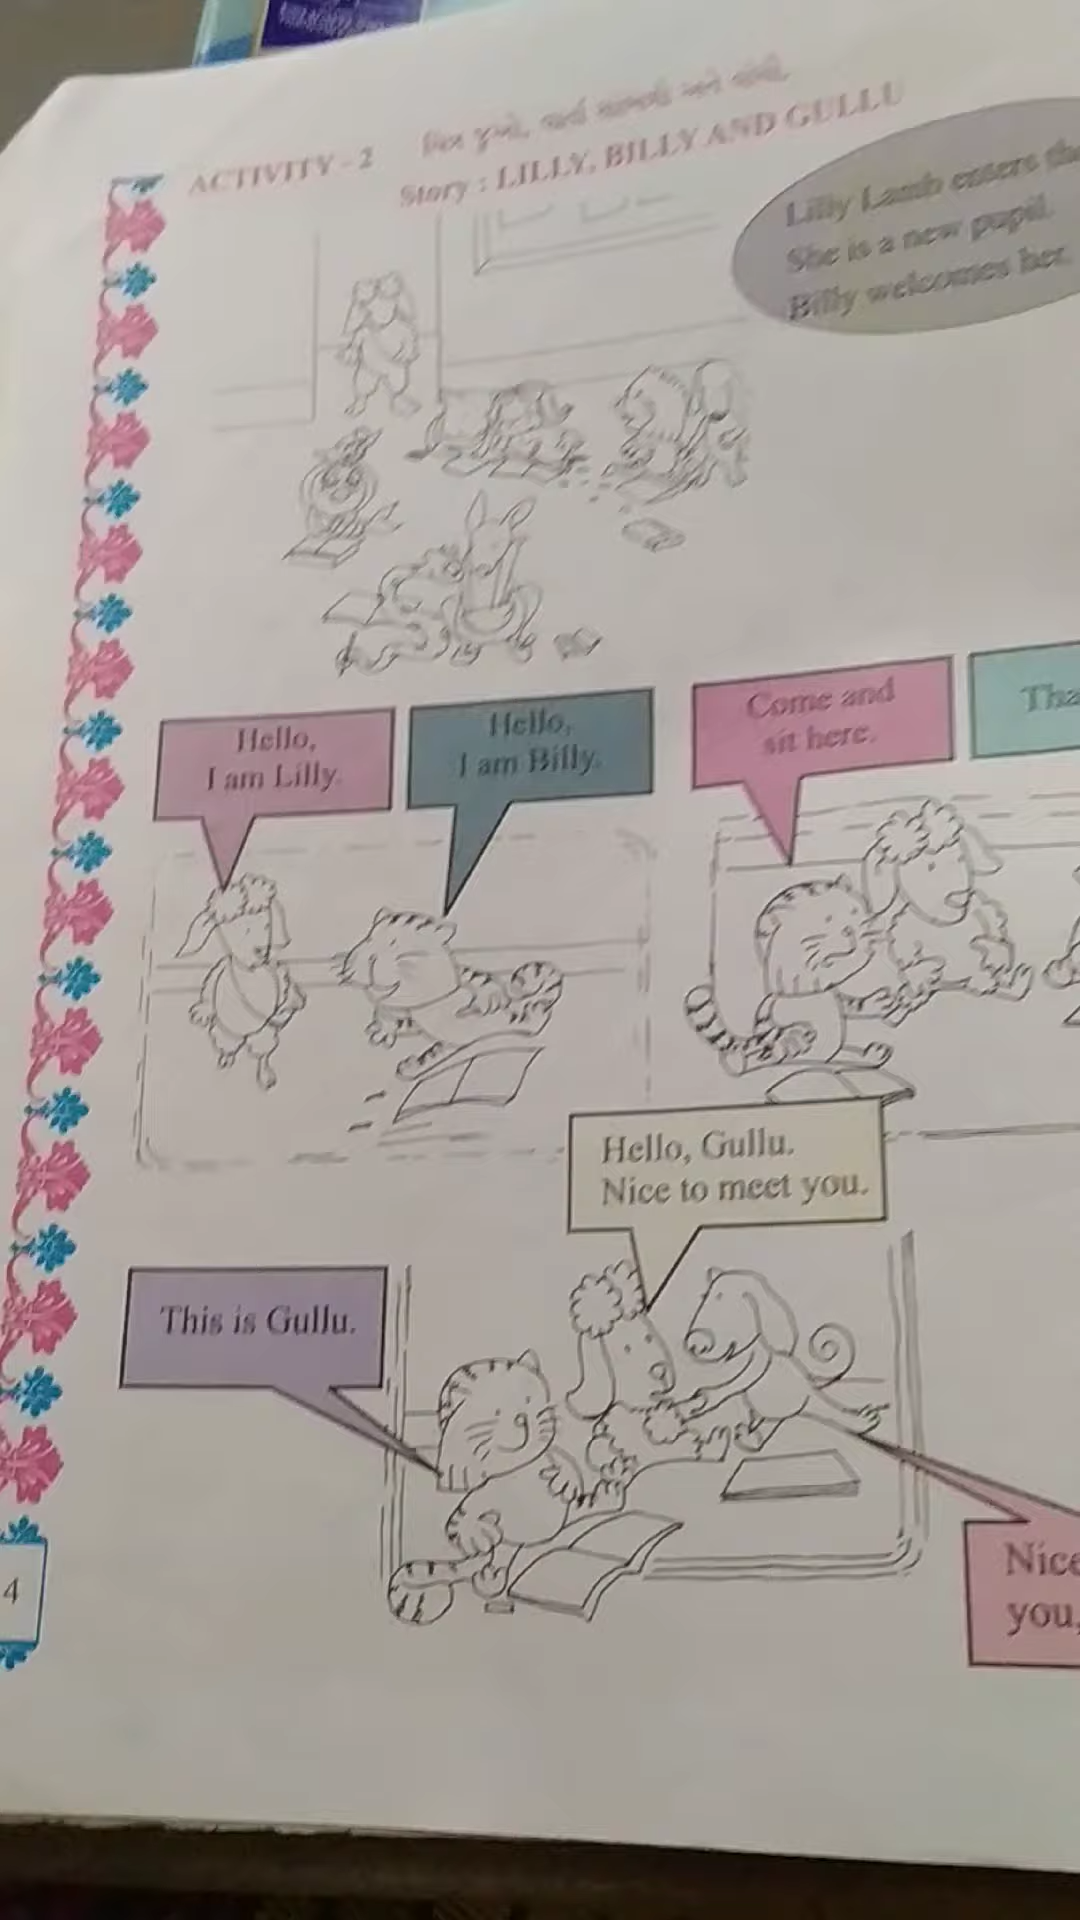 ACTIVITY - 2
Story : LILLY, BILLY AND GULLU
Lilly Lamb enters the
She is a new pupil.
Billy welcomes her.
Hello,
I am Lilly.
Hello,
I am Billy.
Come and
sit here.
Hello, Gullu.
Nice to meet you.
This is Gullu.
Nice
you,
4